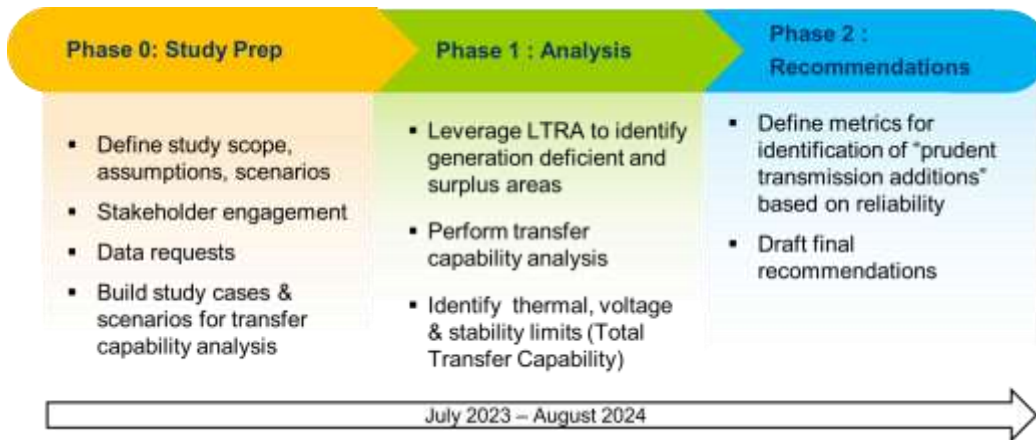 Phase 0: Study Prep
Phase 1 : Analysis
Phase 2 :
Recommendations
▪ Define study scope,
assumptions, scenarios
▪ Stakeholder engagement
▪ Data requests
▪ Build study cases &
scenarios for transfer
capability analysis
▪ Leverage LTRA to identify
generation deficient and
surplus areas
▪ Perform transfer
capability analysis
▪ Identify thermal, voltage
& stability limits (Total
Transfer Capability)
▪ Define metrics for
identification of “prudent
transmission additions”
based on reliability
▪ Draft final
recommendations
July 2023 – August 2024